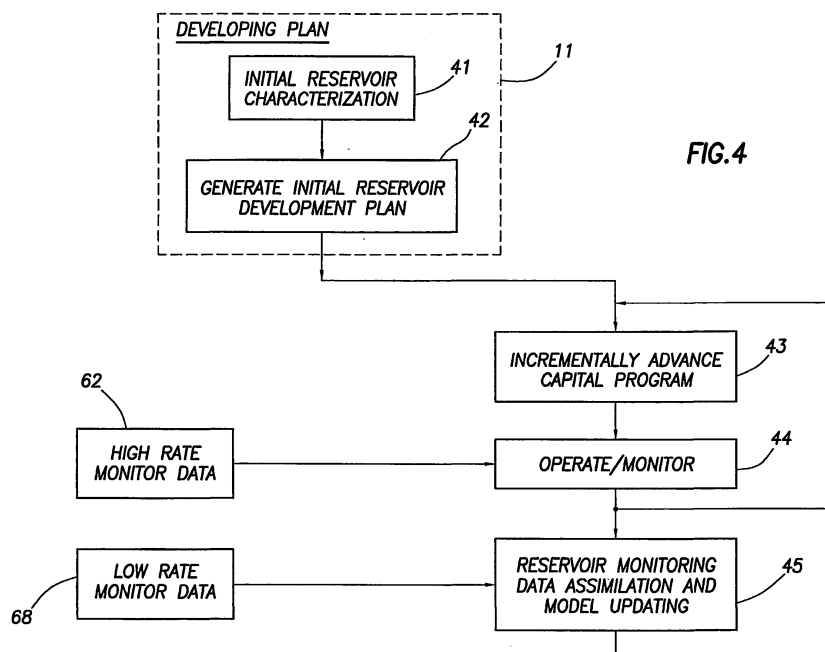 DEVELOPING PLAN
11
INITIAL RESERVOIR
CHARACTERIZATION
41
42
GENERATE INITIAL RESERVOIR
DEVELOPMENT PLAN
FIG.4
INCREMENTALLY ADVANCE
CAPITAL PROGRAM
43
62
HIGH RATE
MONITOR DATA
OPERATE/MONITOR
44
LOW RATE
MONITOR DATA
68
RESERVOIR MONITORING
DATA ASSIMILATION AND
MODEL UPDATING
45